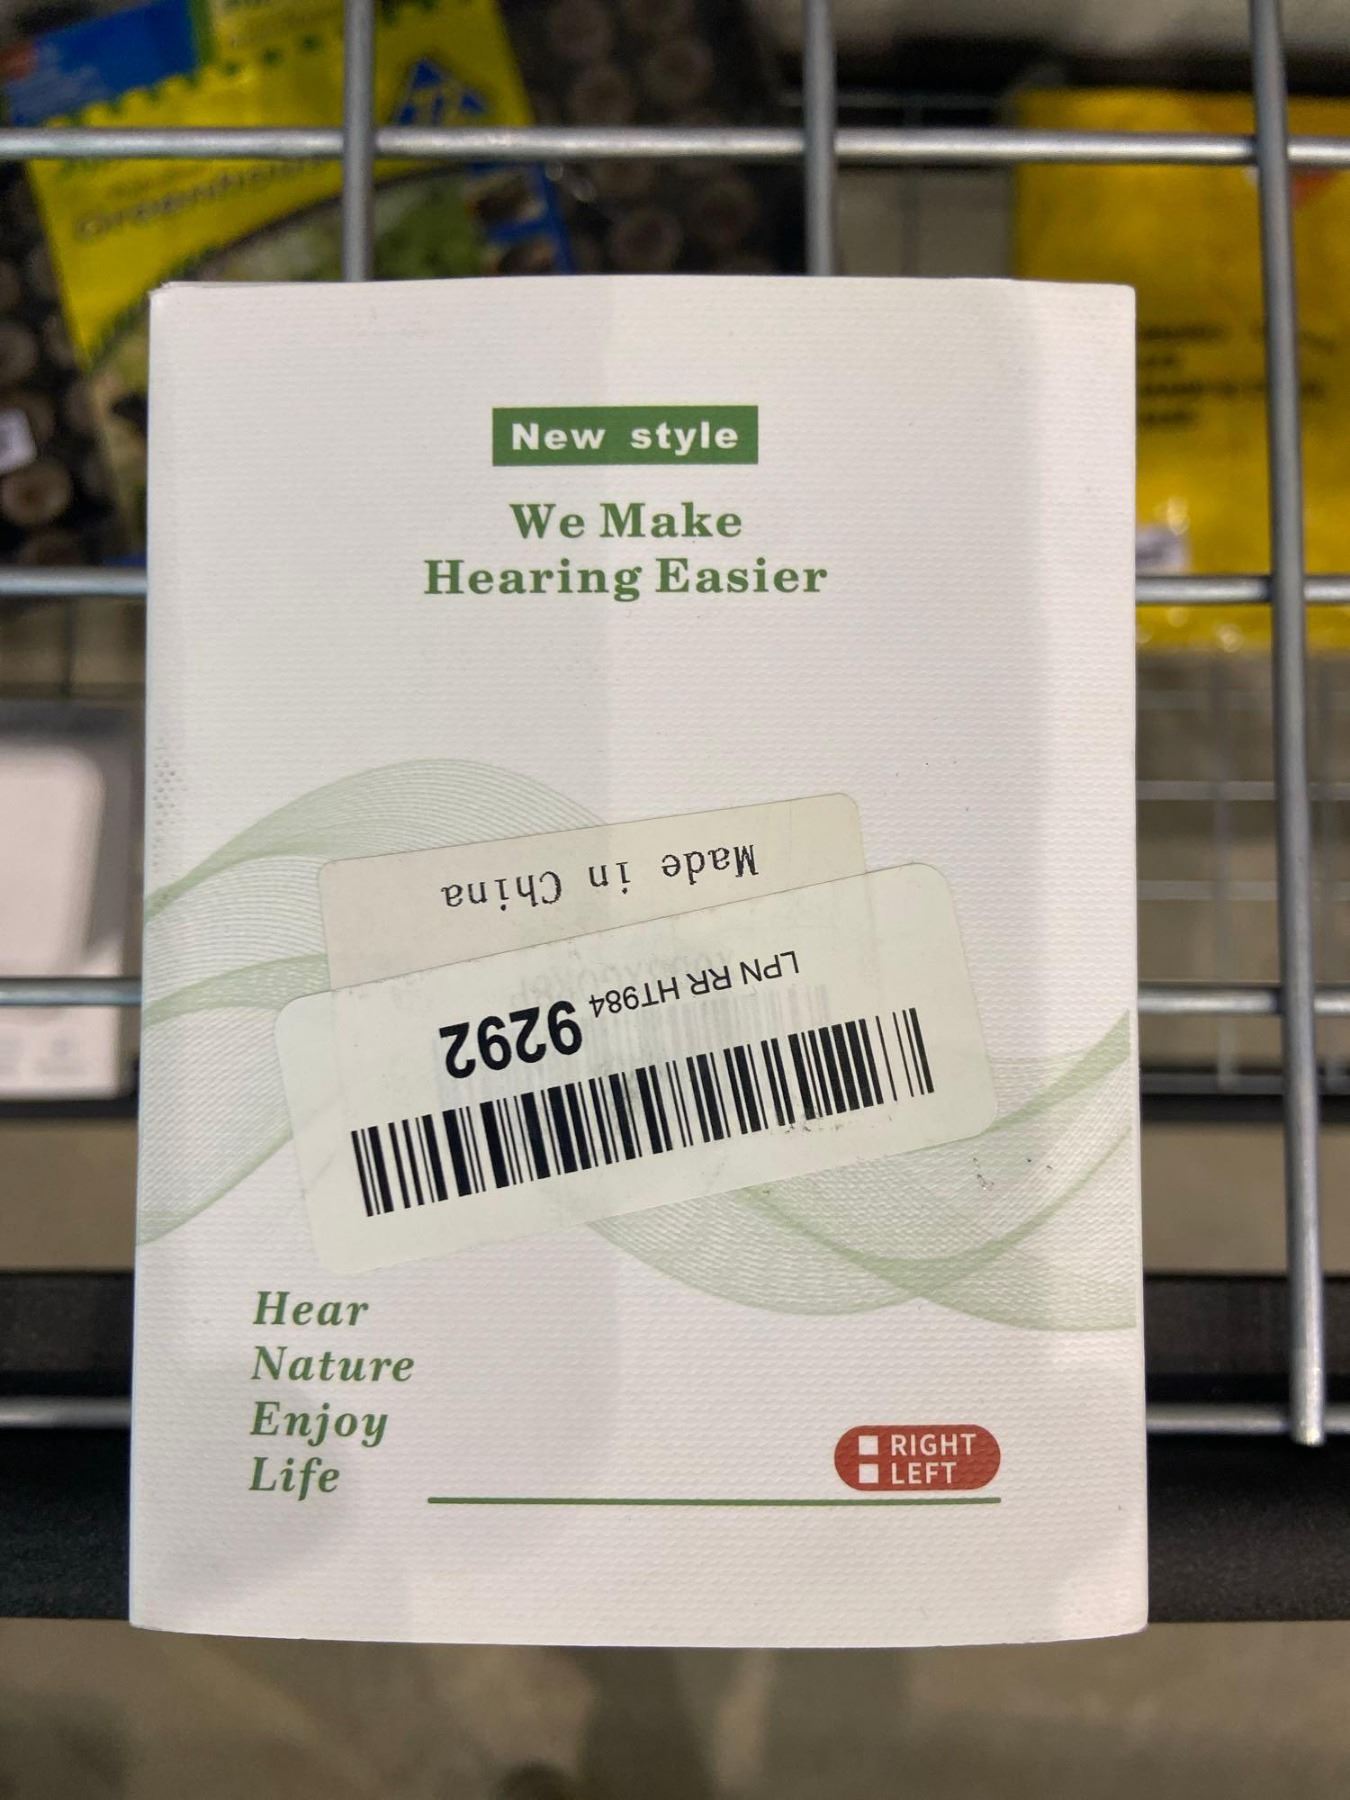 Greenhouse
New style
We Make
Hearing Easier
Made in China
LPN RR HT984 9292
Hear
Nature
Enjoy
Life
RIGHT
LEFT